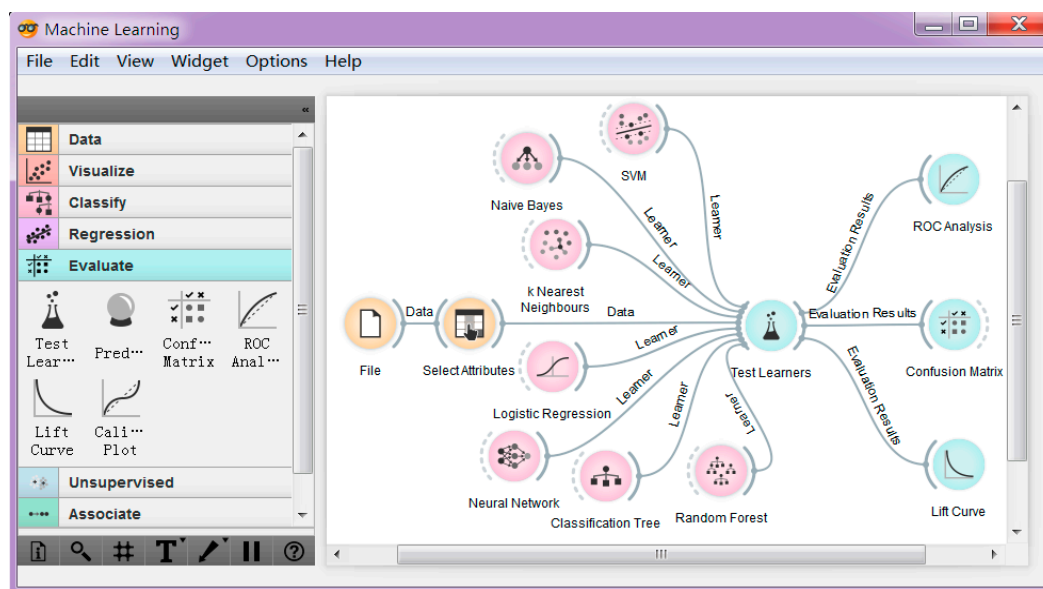 Machine Learning
File Edit View Widget Options Help
«
Data
Visualize
Classify
Regression
Evaluate
Test
Lear…
Pred…
Conf…
Matrix
ROC
Anal…
Lift
Curve
Cali…
Plot
Unsupervised
Associate
SVM
Naive Bayes
k Nearest
Neighbours
File
Data
Select Attributes
Data
Logistic Regression
Neural Network
Classification Tree
Random Forest
Learner
Learner
Learner
Learner
Learner
Learner
Learner
Test Learners
Evaluation Results
Evaluation Results
Evaluation Results
ROC Analysis
Confusion Matrix
Lift Curve